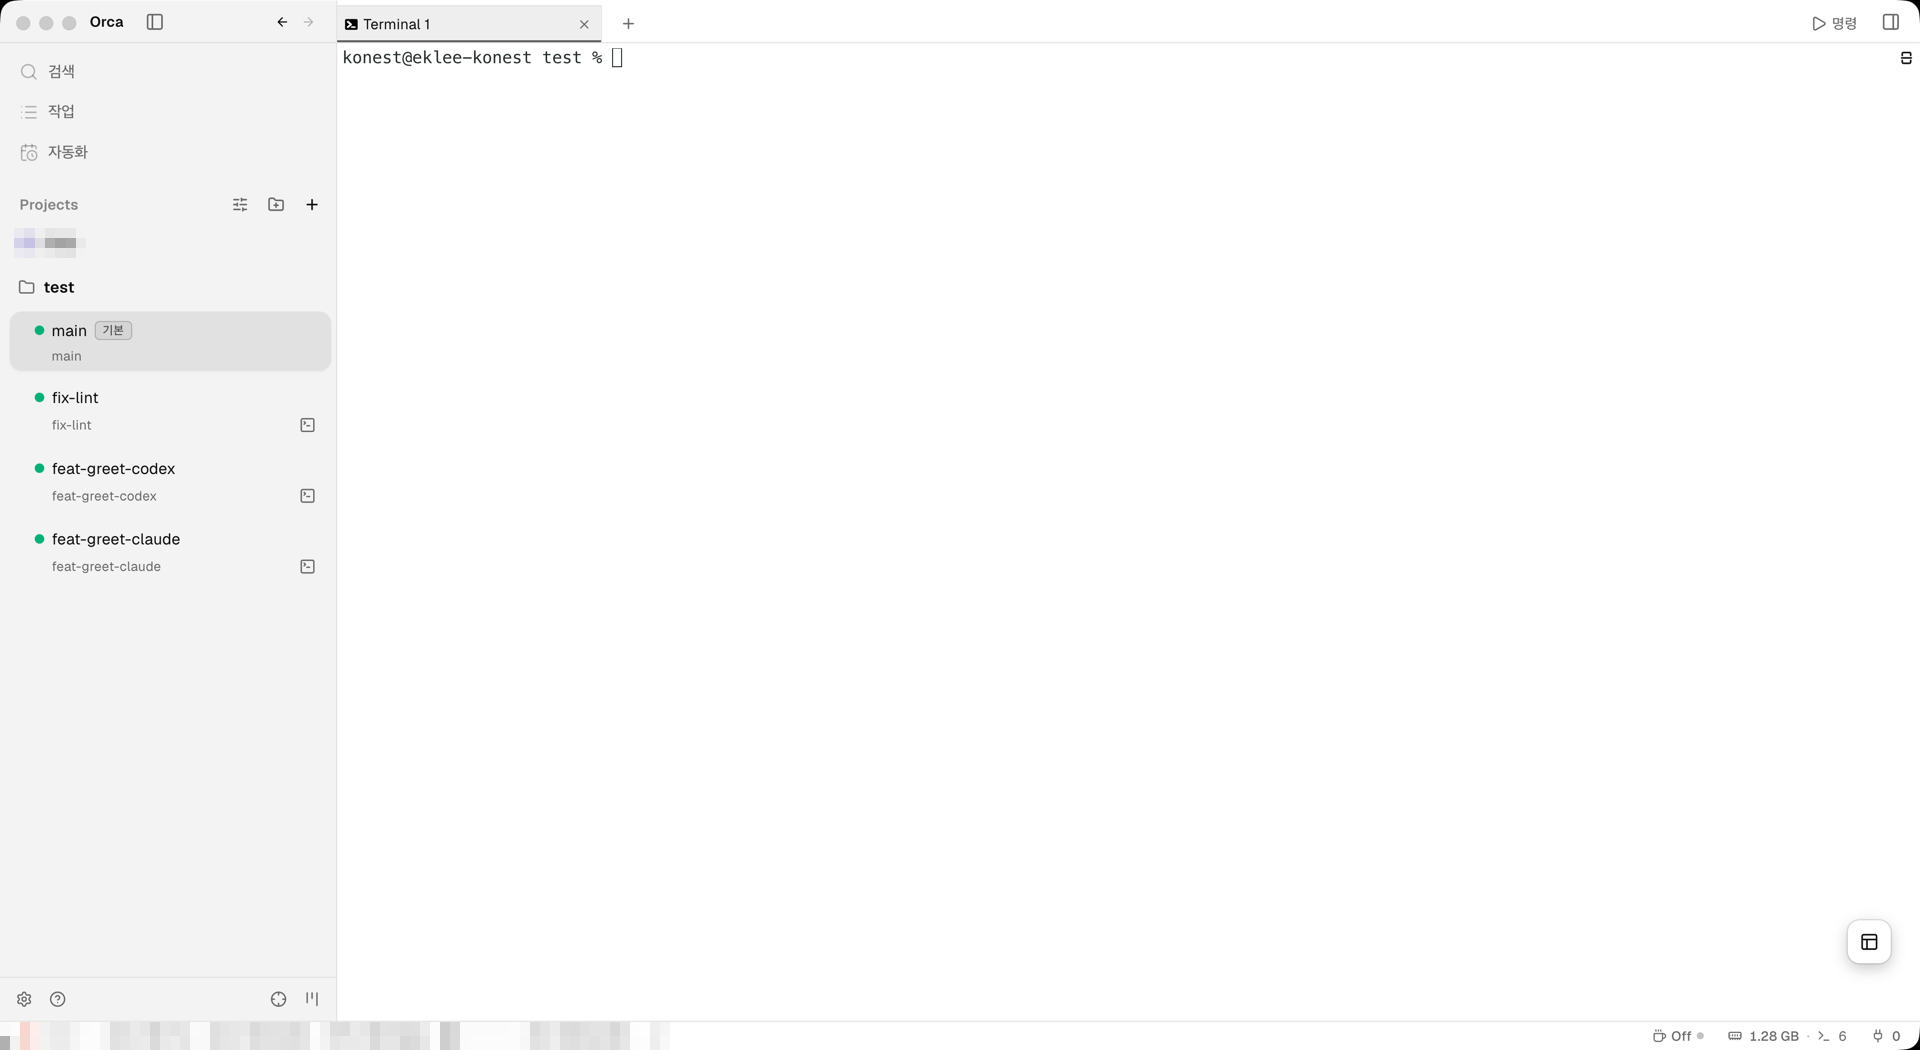 Orca
Terminal 1
명령
konest@eklee-konest test %
검색
작업
자동화
Projects
test
main 기본
main
fix-lint
fix-lint
feat-greet-codex
feat-greet-codex
feat-greet-claude
feat-greet-claude
Off
1.28 GB · 6
0